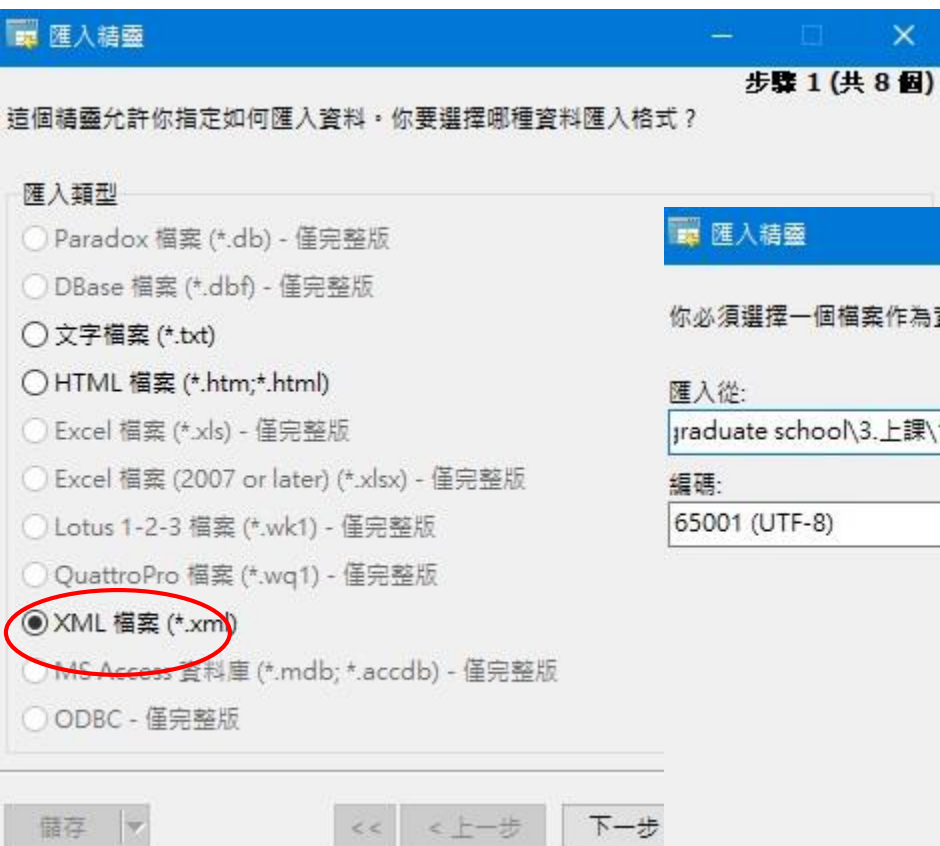 匯入精靈
步驟 1 (共 8 個)
這個精靈允許你指定如何匯入資料。你要選擇哪種資料匯入格式？
匯入類型
Paradox 檔案 (*.db) - 僅完整版
DBase 檔案 (*.dbf) - 僅完整版
文字檔案 (*.txt)
HTML 檔案 (*.htm;*.html)
Excel 檔案 (*.xls) - 僅完整版
Excel 檔案 (2007 or later) (*.xlsx) - 僅完整版
Lotus 1-2-3 檔案 (*.wk1) - 僅完整版
QuattroPro 檔案 (*.wq1) - 僅完整版
XML 檔案 (*.xml)
MS Access 資料庫 (*.mdb; *.accdb) - 僅完整版
ODBC - 僅完整版
儲存
<<
< 上一步
下一步
匯入精靈
你必須選擇一個檔案作為
匯入從:
graduate school\3.上課\
編碼:
65001 (UTF-8)